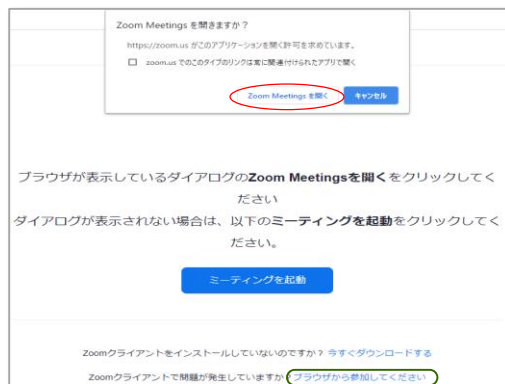 Zoom Meetings を開きますか？
https://zoom.us がこのアプリケーションを開く許可を求めています。
zoom.us でのこのタイプのリンクは常に関連付けられたアプリで開く
Zoom Meetings を開く キャンセル
ブラウザが表示しているダイアログのZoom Meetingsを開くをクリックしてく
ださい
ダイアログが表示されない場合は、以下のミーティングを起動をクリックしてく
ださい。
ミーティングを起動
Zoomクライアントをインストールしていないのですか？ 今すぐダウンロードする
Zoomクライアントで問題が発生していますか？ブラウザから参加してください